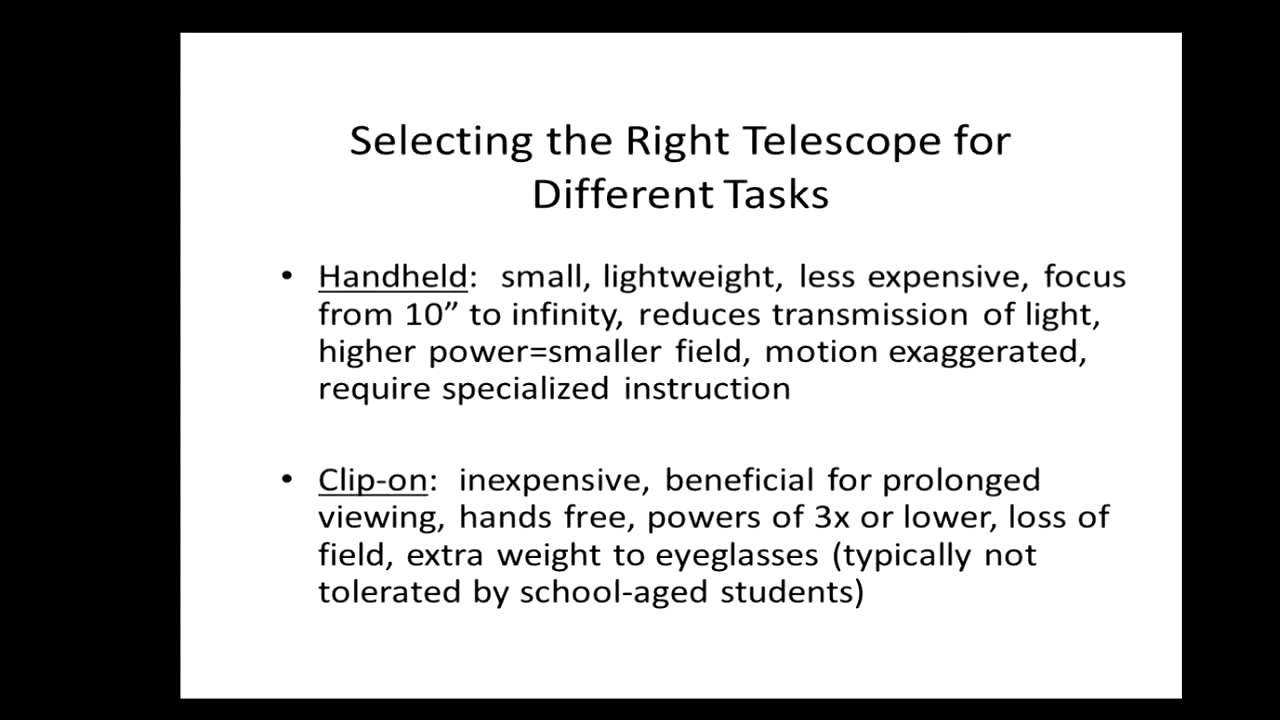 Selecting the Right Telescope for
Different Tasks
• Handheld: small, lightweight, less expensive, focus
from 10” to infinity, reduces transmission of light,
higher power=smaller field, motion exaggerated,
require specialized instruction
• Clip-on: inexpensive, beneficial for prolonged
viewing, hands free, powers of 3x or lower, loss of
field, extra weight to eyeglasses (typically not
tolerated by school-aged students)